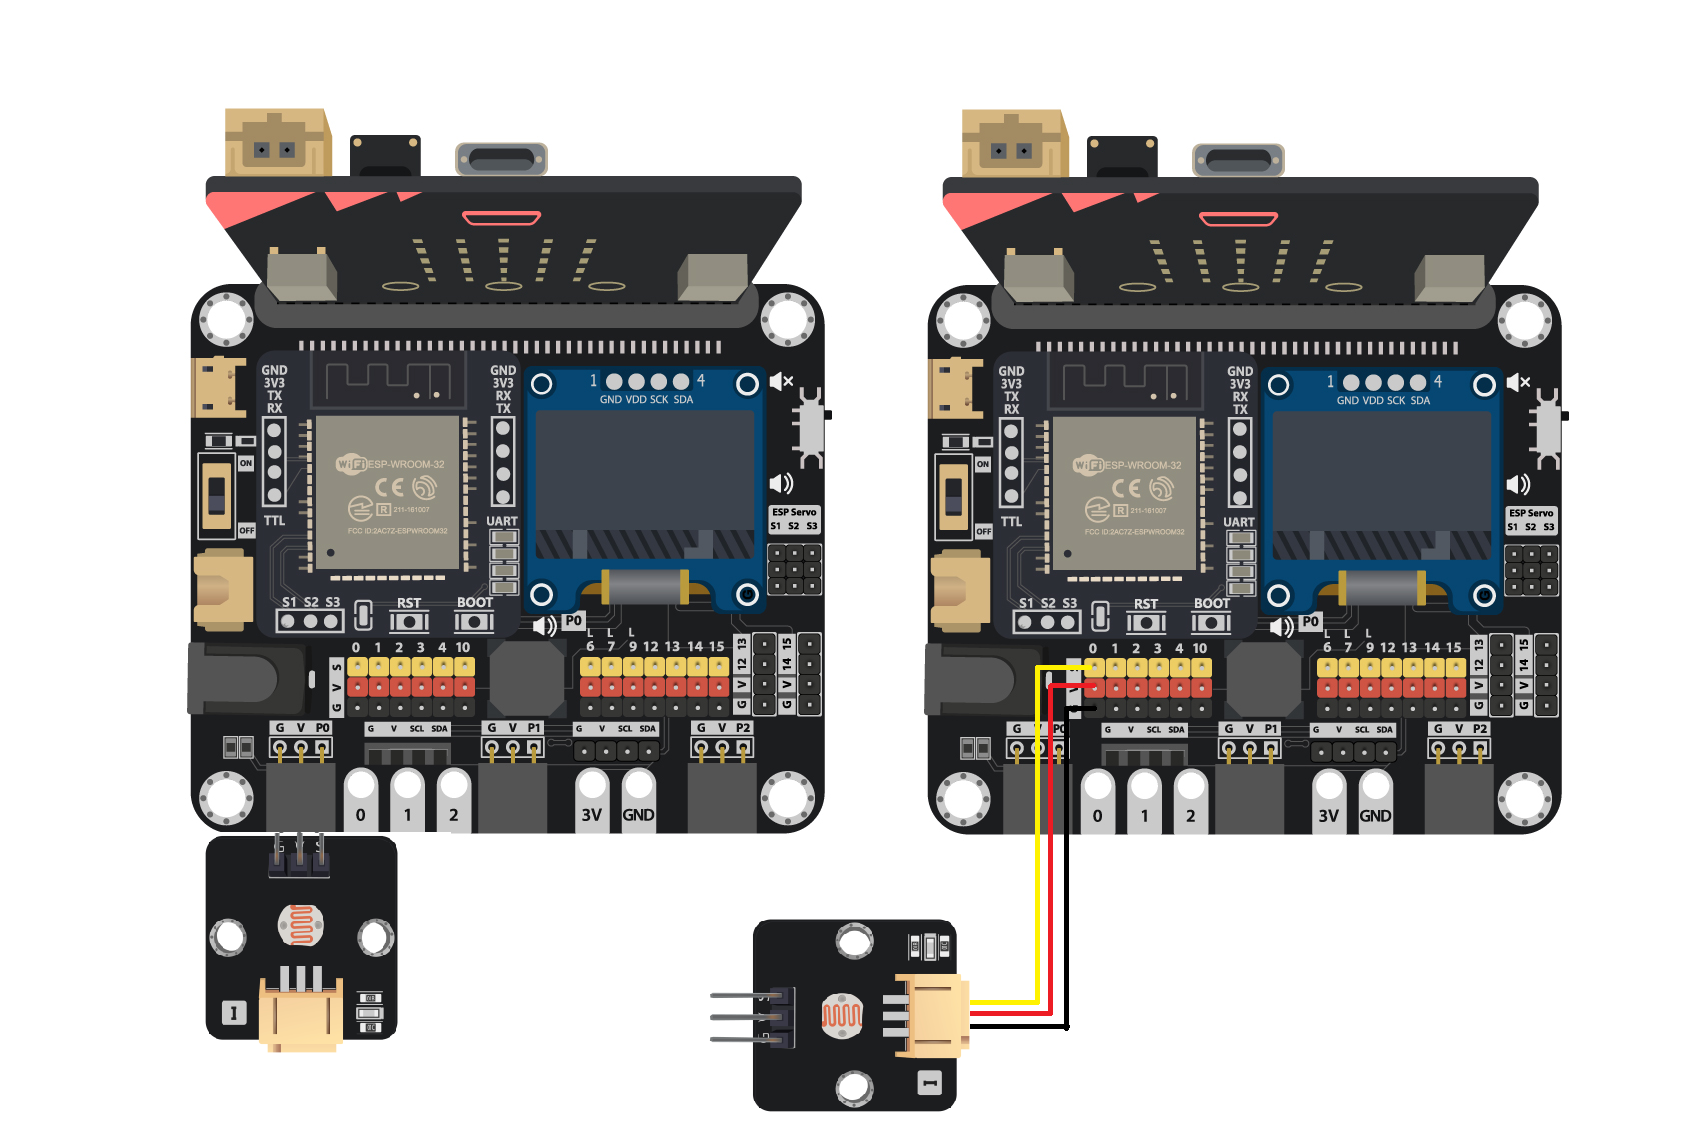 GND
3V3
TX
RX
TTL
GND
3V3
RX
TX
UART
WiFi ESP-WROOM-32
CE
R 211-161007
FCC ID:2AC7Z-ESPWROOM32
1 4
GND VDD SCK SDA
ON
OFF
ESP Servo
S1 S2 S3
S1 S2 S3
RST
BOOT
P0
L L L
0 1 2 3 4 10
6 7 9 12 13 14 15
S
V
G
13
12
V
G
15
14
V
G
G V P0
G V SCL SDA
G V P1
G V SCL SDA
G V P2
0 1 2 3V GND
G V S
I
GND
3V3
TX
RX
TTL
GND
3V3
RX
TX
UART
WiFi ESP-WROOM-32
CE
R 211-161007
FCC ID:2AC7Z-ESPWROOM32
1 4
GND VDD SCK SDA
ON
OFF
ESP Servo
S1 S2 S3
S1 S2 S3
RST
BOOT
P0
L L L
0 1 2 3 4 10
6 7 9 12 13 14 15
13
12
V
G
15
14
V
G
G V P0
G V SCL SDA
G V P1
G V SCL SDA
G V P2
0 1 2 3V GND
I